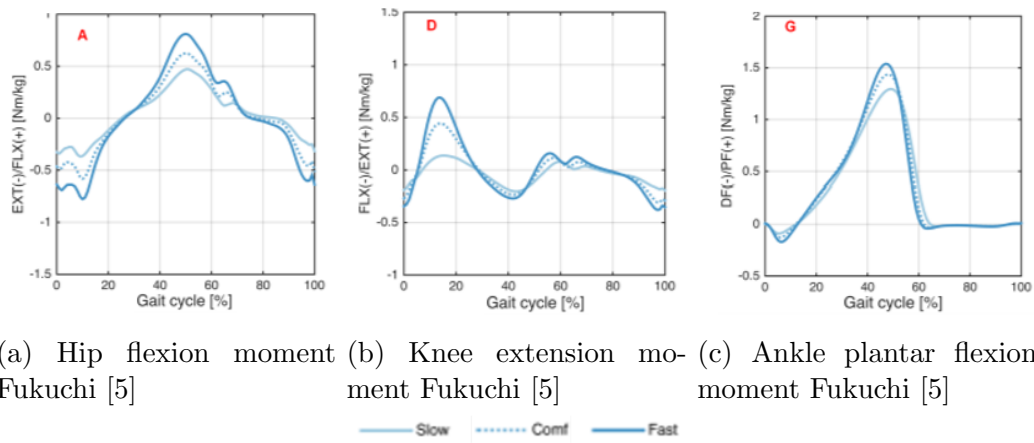 A
EXT(-)/FLX(+) [Nm/kg]
1
0.5
0
-0.5
-1
-1.5
0 20 40 60 80 100
Gait cycle [%]
D
FLX(-)/EXT(+) [Nm/kg]
1.5
1
0.5
0
-0.5
-1
0 20 40 60 80 100
Gait cycle [%]
G
DF(-)/PF(+) [Nm/kg]
2
1.5
1
0.5
0
-0.5
0 20 40 60 80 100
Gait cycle [%]
(a) Hip flexion moment
Fukuchi [5]
(b) Knee extension mo-
ment Fukuchi [5]
(c) Ankle plantar flexion
moment Fukuchi [5]
Slow Comf Fast